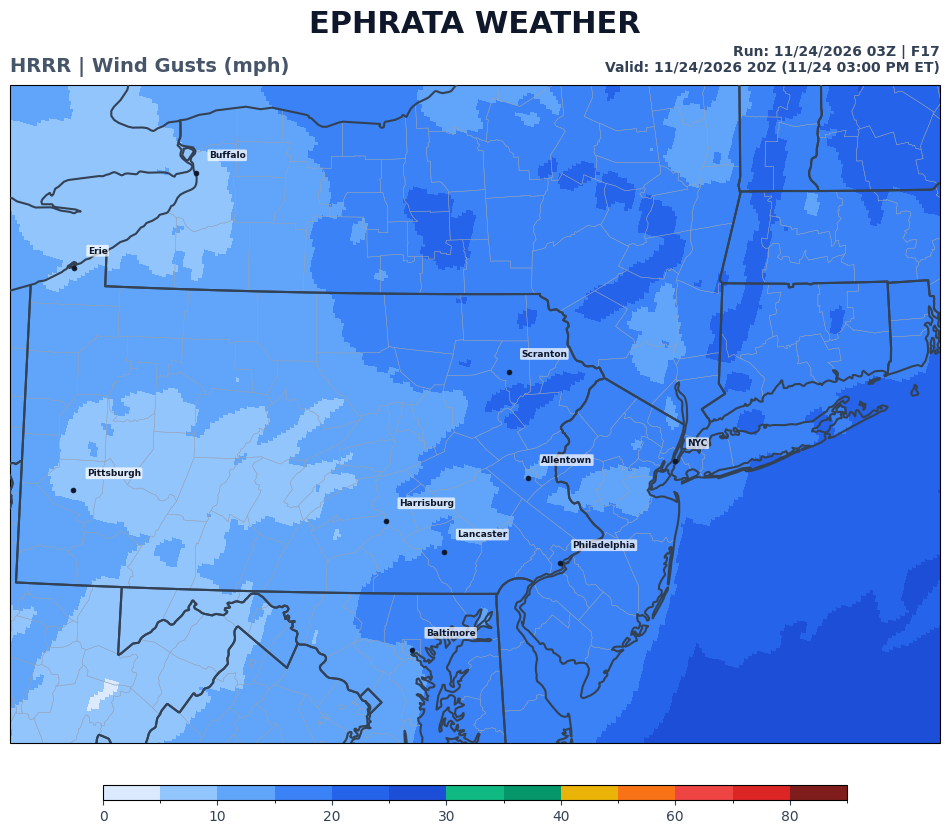 EPHRATA WEATHER
HRRR | Wind Gusts (mph)
Run: 11/24/2026 03Z | F17
Valid: 11/24/2026 20Z (11/24 03:00 PM ET)
Buffalo
Erie
Scranton
NYC
Allentown
Pittsburgh
Harrisburg
Lancaster
Philadelphia
Baltimore
0 10 20 30 40 50 60 70 80